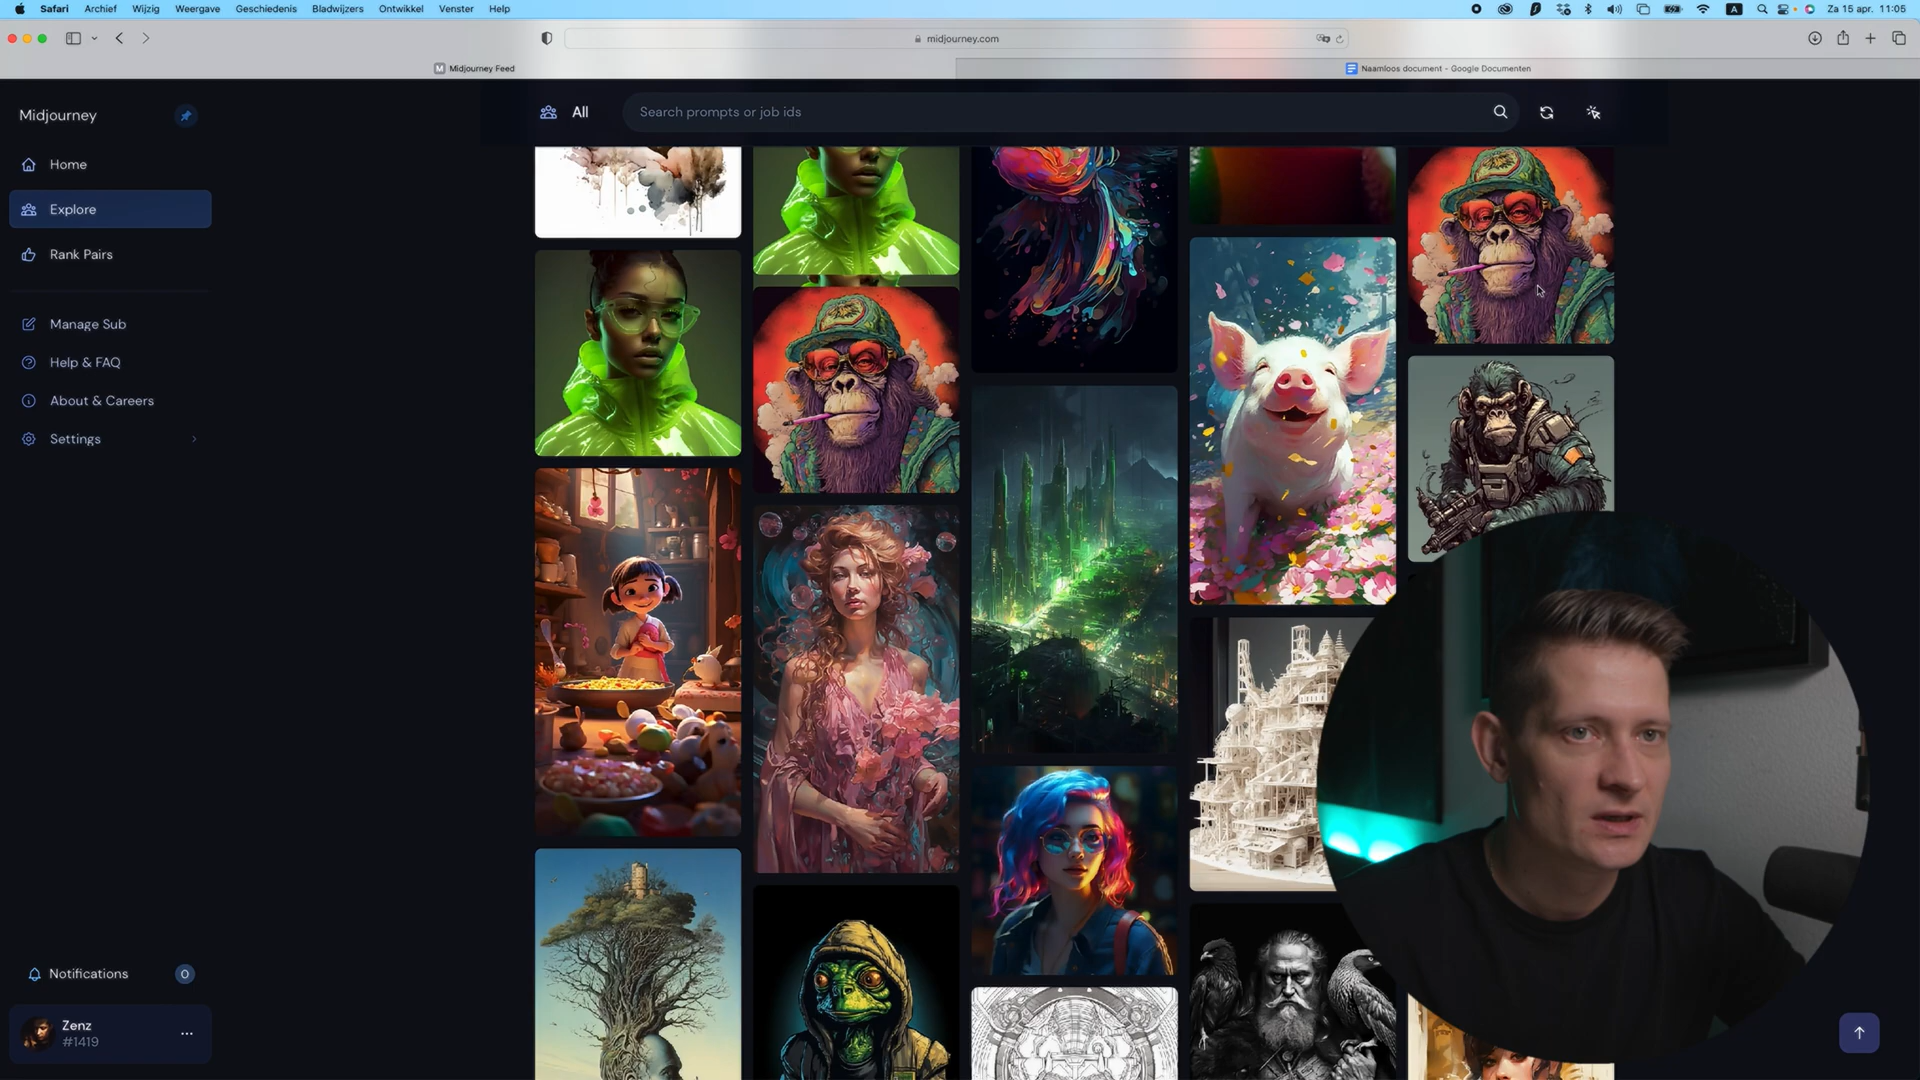 Safari Archief Wijzig Weergave Geschiedenis Bladwijzers Ontwikkel Venster Help A Za 15 apr. 11:05
midjourney.com
M Midjourney Feed Naamloos document - Google Documenten
Midjourney
All Search prompts or job ids
Home
Explore
Rank Pairs
Manage Sub
Help & FAQ
About & Careers
Settings
Notifications 0
Zenz
#1419